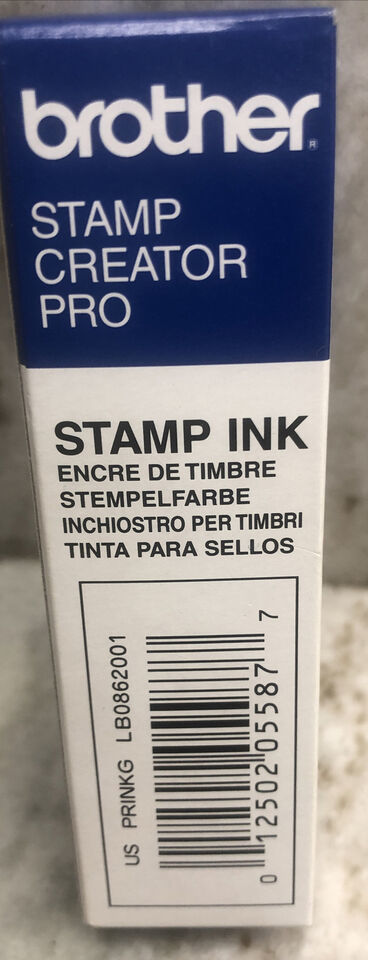 brother
STAMP
CREATOR
PRO
STAMP INK
ENCRE DE TIMBRE
STEMPELFARBE
INCHIOSTRO PER TIMBRI
TINTA PARA SELLOS
US PRINKG LB0862001
0 12502 05587 7